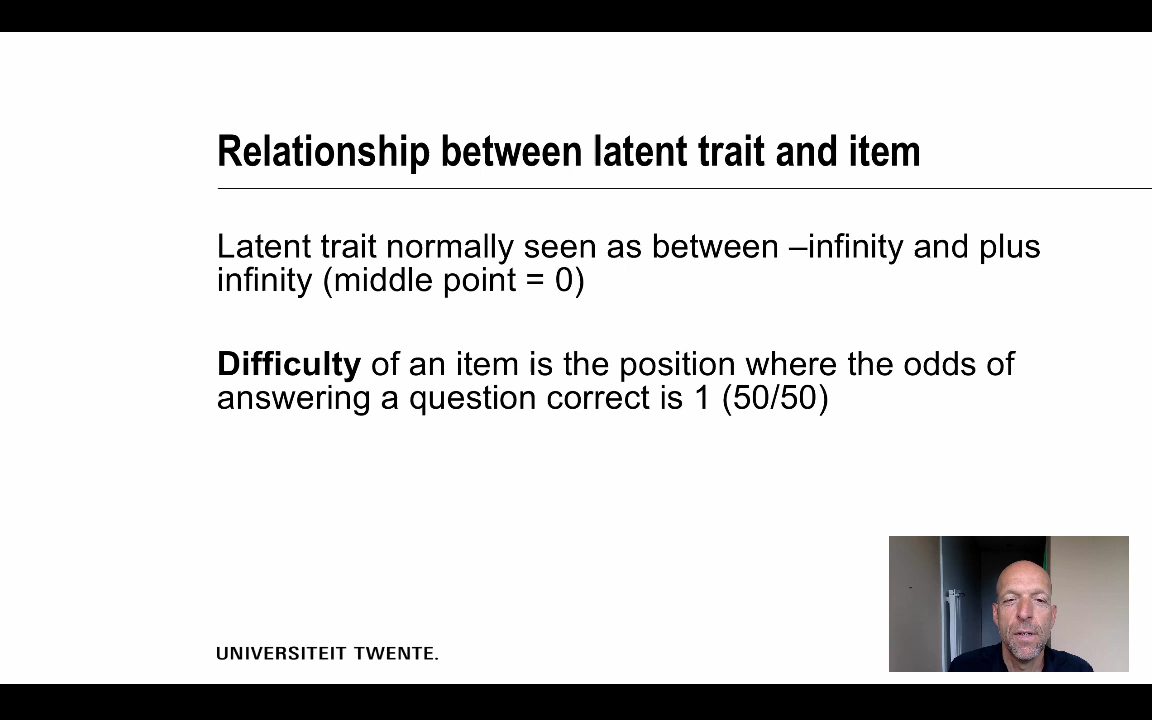 Relationship between latent trait and item
Latent trait normally seen as between –infinity and plus
infinity (middle point = 0)
Difficulty of an item is the position where the odds of
answering a question correct is 1 (50/50)
UNIVERSITEIT TWENTE.